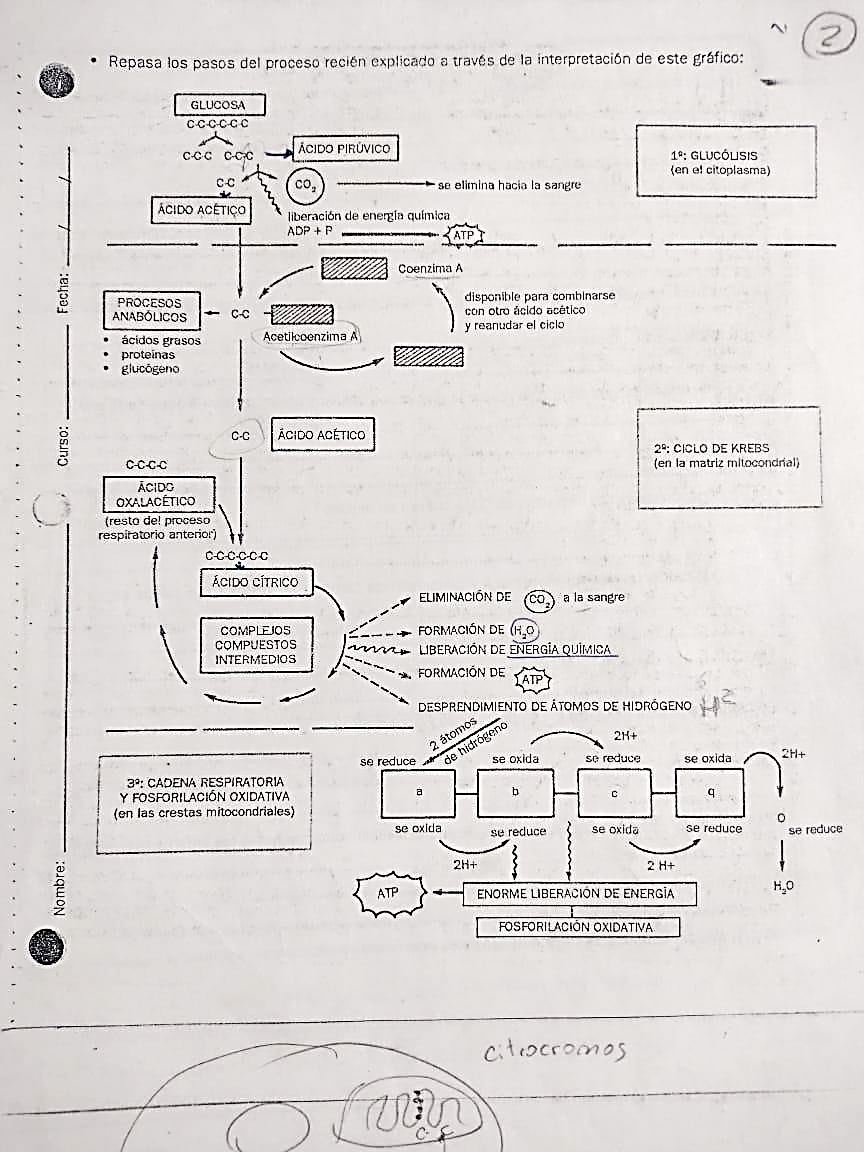 2
• Repasa los pasos del proceso recién explicado a través de la interpretación de este gráfico:
GLUCOSA
C-C-C-C-C-C
C-C-C C-C-C
ÁCIDO PIRÚVICO
1º: GLUCÓLISIS
(en el citoplasma)
C-C
CO₂
se elimina hacia la sangre
ÁCIDO ACÉTICO
liberación de energía química
ADP + P
ATP
Coenzima A
PROCESOS
ANABÓLICOS
C-C
disponible para combinarse
con otro ácido acético
y reanudar el ciclo
Acetilcoenzima A
• ácidos grasos
• proteínas
• glucógeno
C-C
ÁCIDO ACÉTICO
2º: CICLO DE KREBS
(en la matriz mitocondrial)
C-C-C-C
ÁCIDO
OXALACÉTICO
(resto del proceso
respiratorio anterior)
C-C-C-C-C-C
ÁCIDO CÍTRICO
COMPLEJOS
COMPUESTOS
INTERMEDIOS
ELIMINACIÓN DE CO₂ a la sangre
FORMACIÓN DE H₂O
LIBERACIÓN DE ENERGÍA QUÍMICA
FORMACIÓN DE ATP
DESPRENDIMIENTO DE ÁTOMOS DE HIDRÓGENO H²
3º: CADENA RESPIRATORIA
Y FOSFORILACIÓN OXIDATIVA
(en las crestas mitocondriales)
2 átomos
de hidrógeno
2H+
se reduce se oxida se reduce se oxida
2H+
a b c q
se oxida se reduce se oxida se reduce
O
se reduce
2H+ 2 H+
H₂O
ATP
ENORME LIBERACIÓN DE ENERGÍA
FOSFORILACIÓN OXIDATIVA
Fecha: / /
Curso:
Nombre:
citocromos